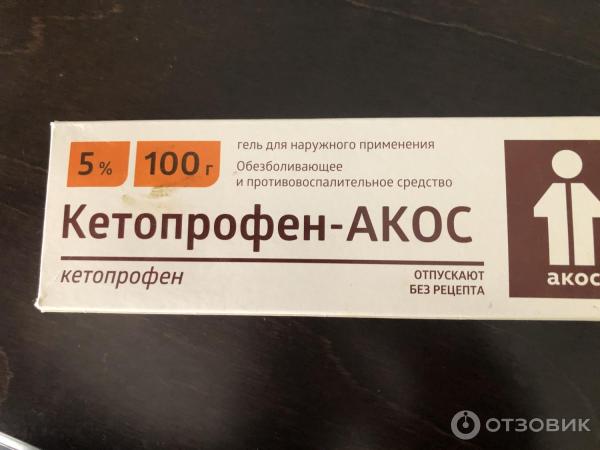 5 % 100 г
гель для наружного применения
Обезболивающее
и противовоспалительное средство
Кетопрофен-АКОС
кетопрофен
ОТПУСКАЮТ
БЕЗ РЕЦЕПТА
акос
ОТЗОВИК